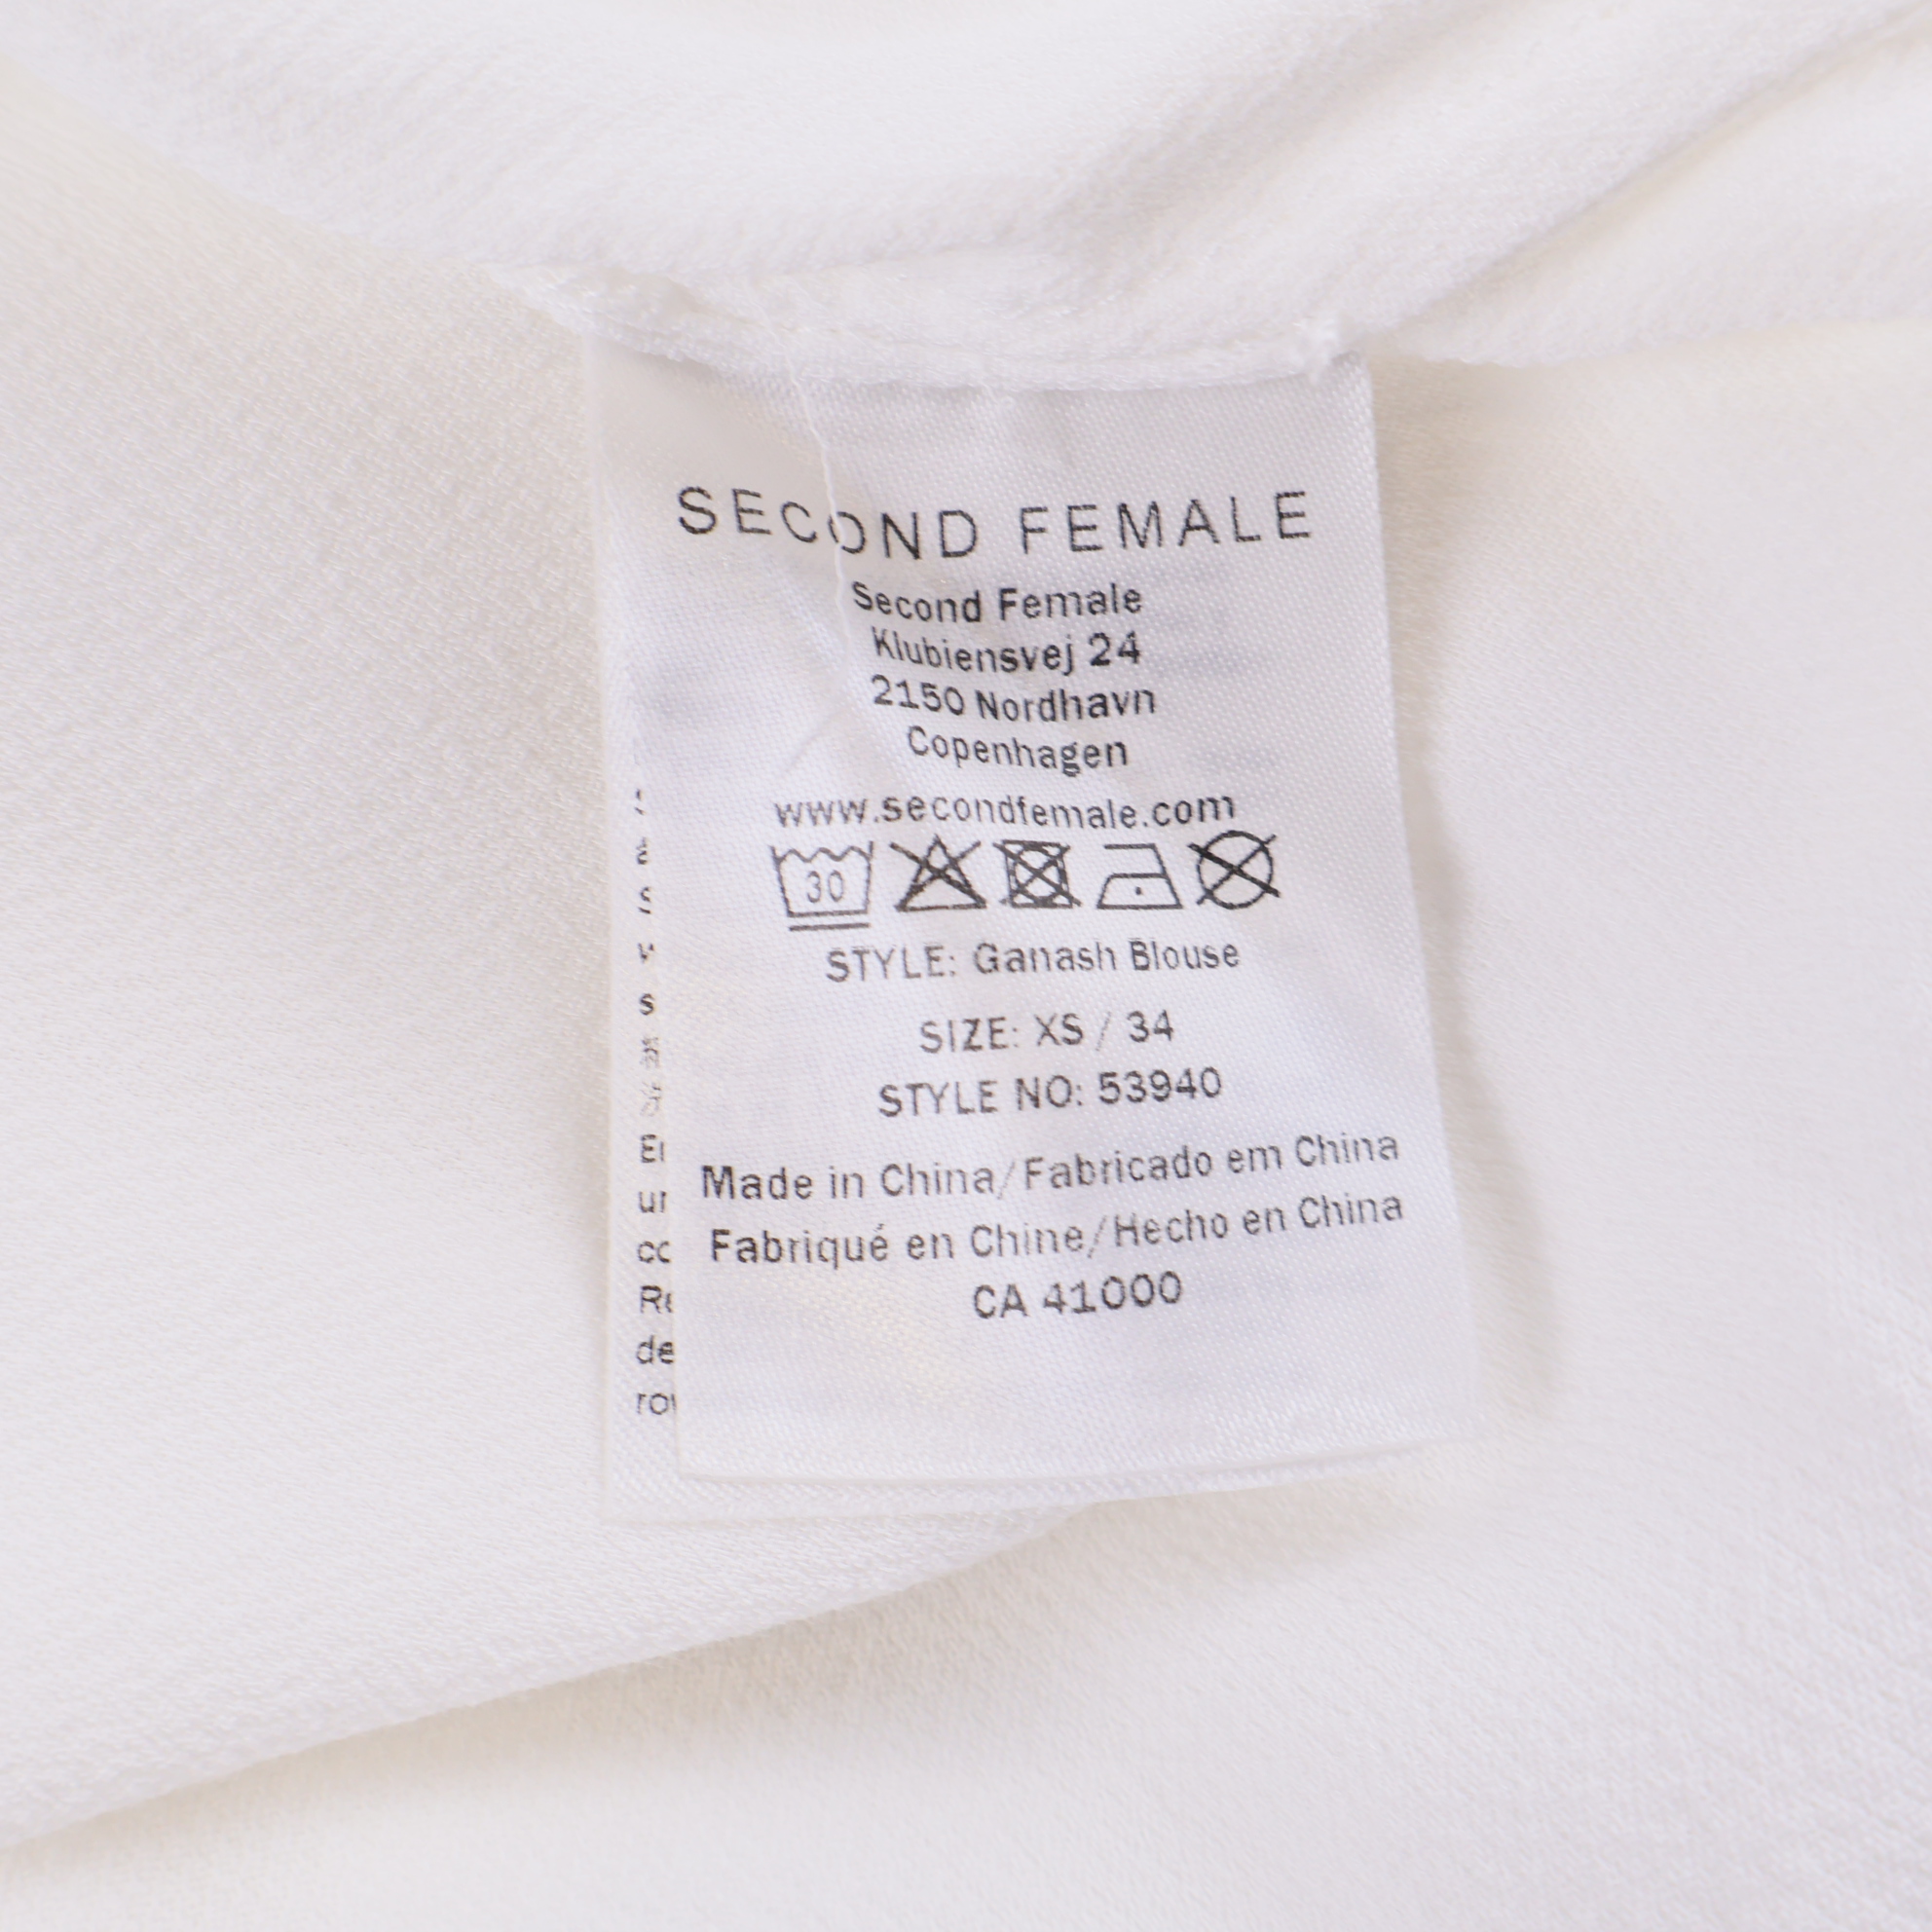 SECOND FEMALE
Second Female
Klubiensvej 24
2150 Nordhavn
Copenhagen
www.secondfemale.com
30
STYLE: Ganash Blouse
SIZE: XS / 34
STYLE NO: 53940
Made in China/Fabricado em China
Fabriqué en Chine/Hecho en China
CA 41000